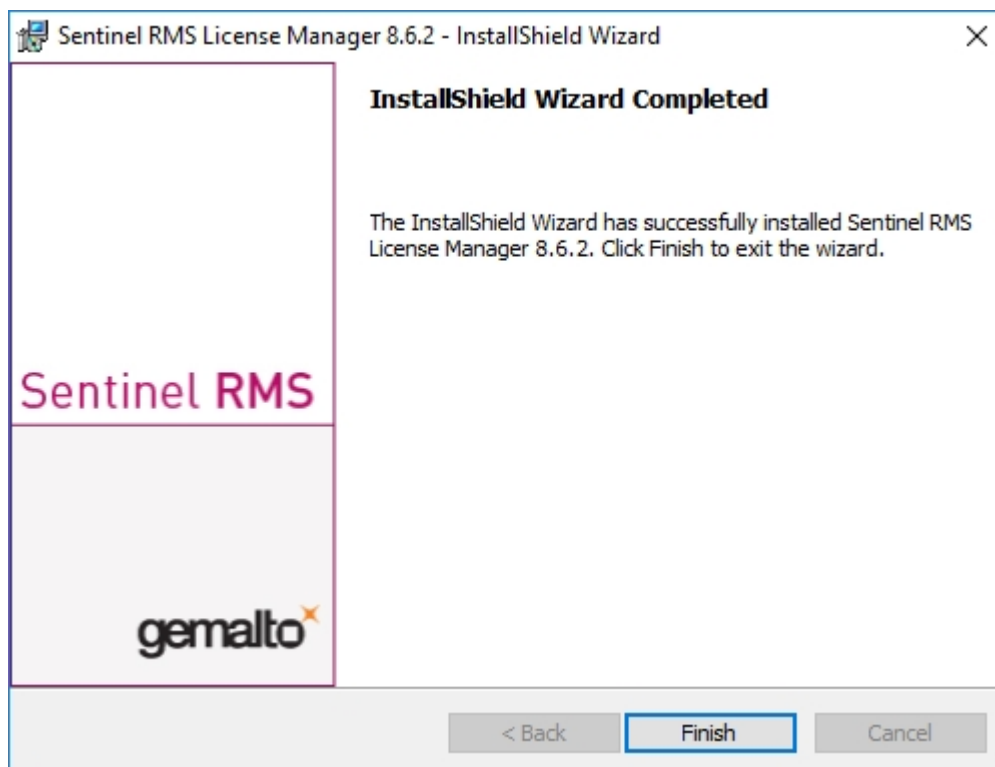 Sentinel RMS License Manager 8.6.2 - InstallShield Wizard
InstallShield Wizard Completed
The InstallShield Wizard has successfully installed Sentinel RMS
License Manager 8.6.2. Click Finish to exit the wizard.
Sentinel RMS
gemalto
< Back
Finish
Cancel